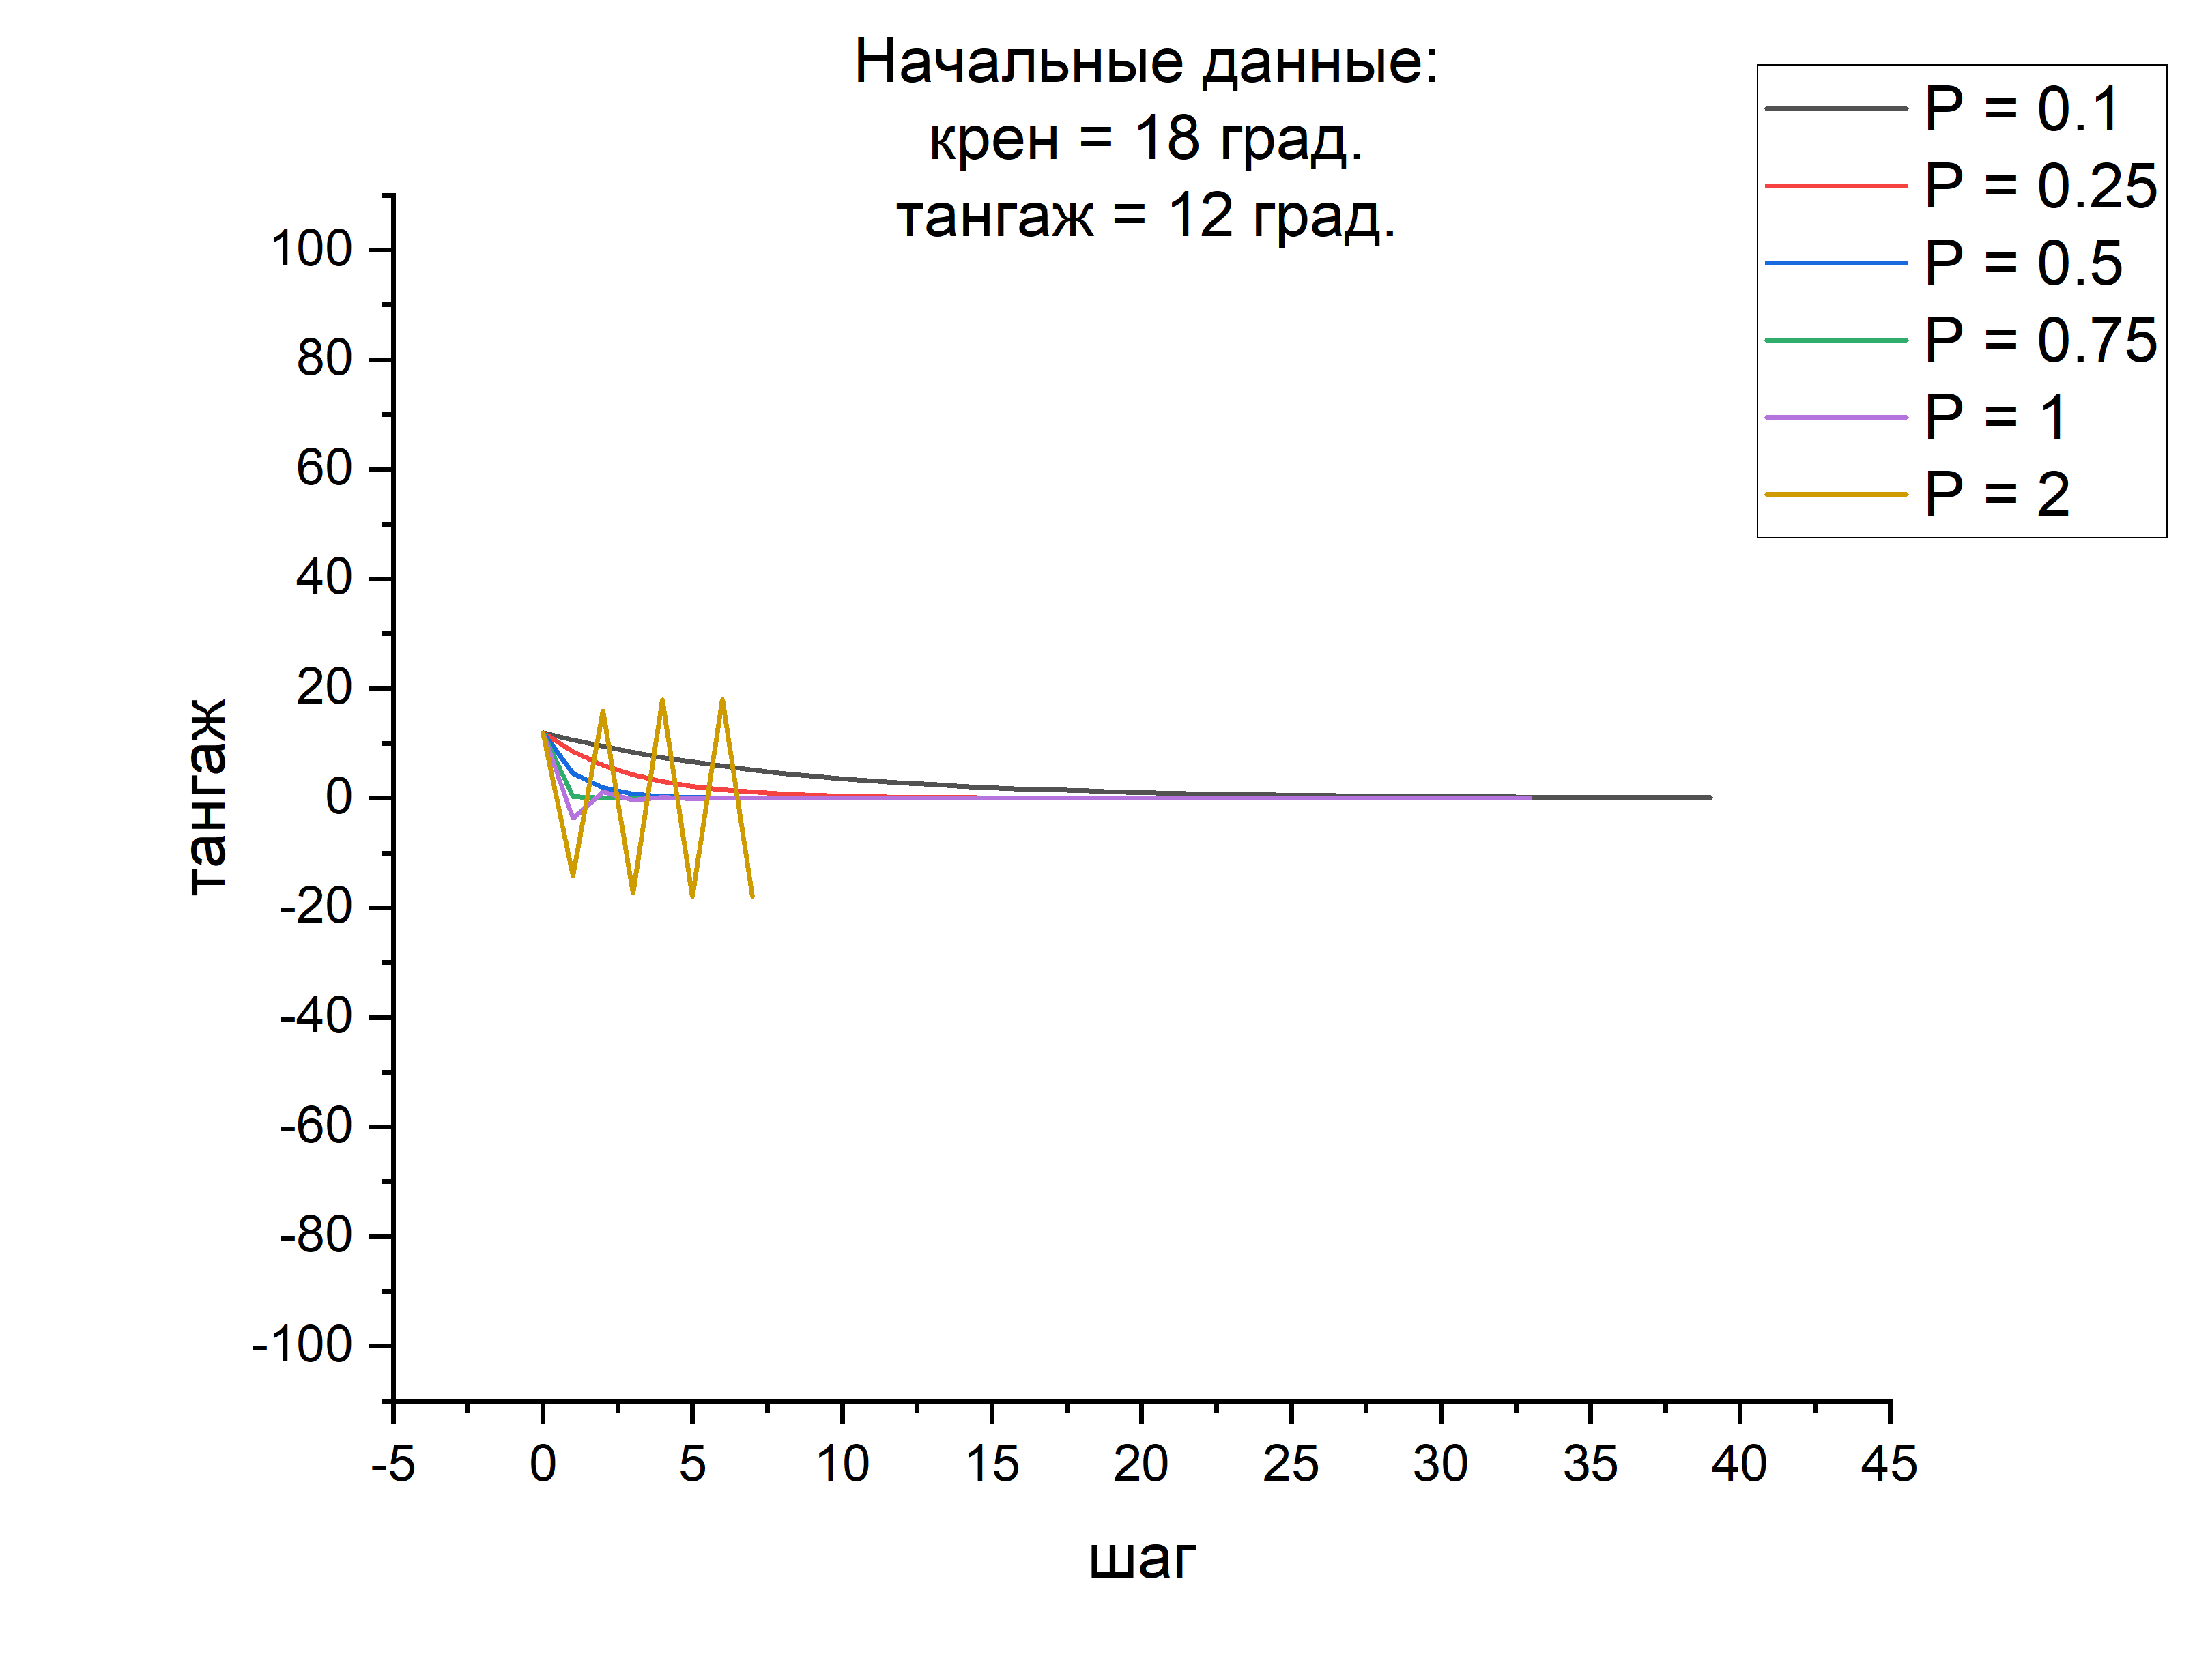 Начальные данные:
крен = 18 град.
тангаж = 12 град.
P = 0.1
P = 0.25
P = 0.5
P = 0.75
P = 1
P = 2
тангаж
100
80
60
40
20
0
-20
-40
-60
-80
-100
-5 0 5 10 15 20 25 30 35 40 45
шаг